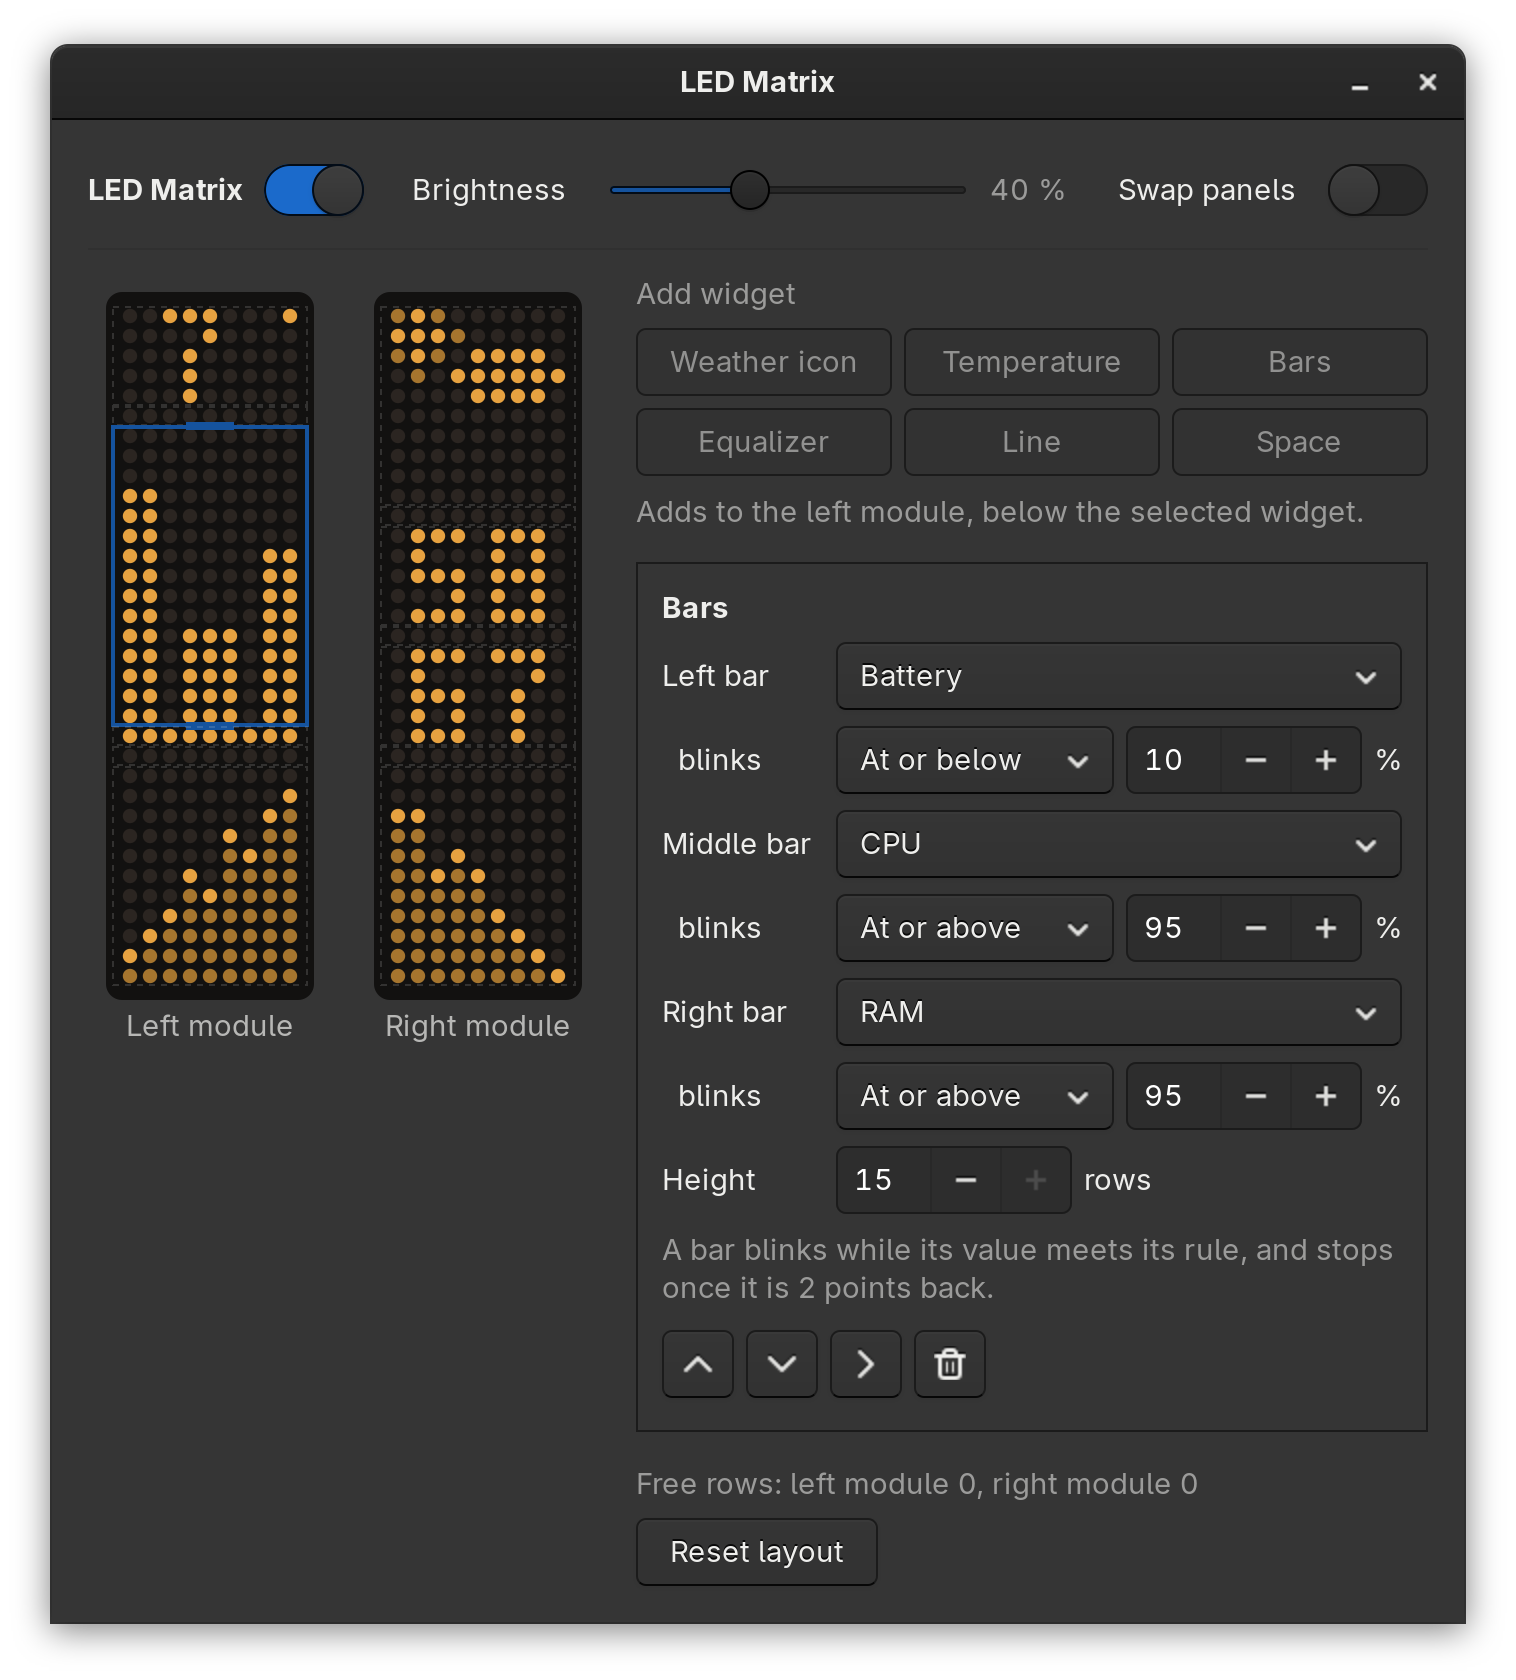 LED Matrix
LED Matrix Brightness 40 % Swap panels
Add widget
Weather icon Temperature Bars
Equalizer Line Space
Adds to the left module, below the selected widget.
Bars
Left bar Battery
blinks At or below 10 %
Middle bar CPU
blinks At or above 95 %
Right bar RAM
blinks At or above 95 %
Height 15 rows
A bar blinks while its value meets its rule, and stops
once it is 2 points back.
Left module Right module
Free rows: left module 0, right module 0
Reset layout